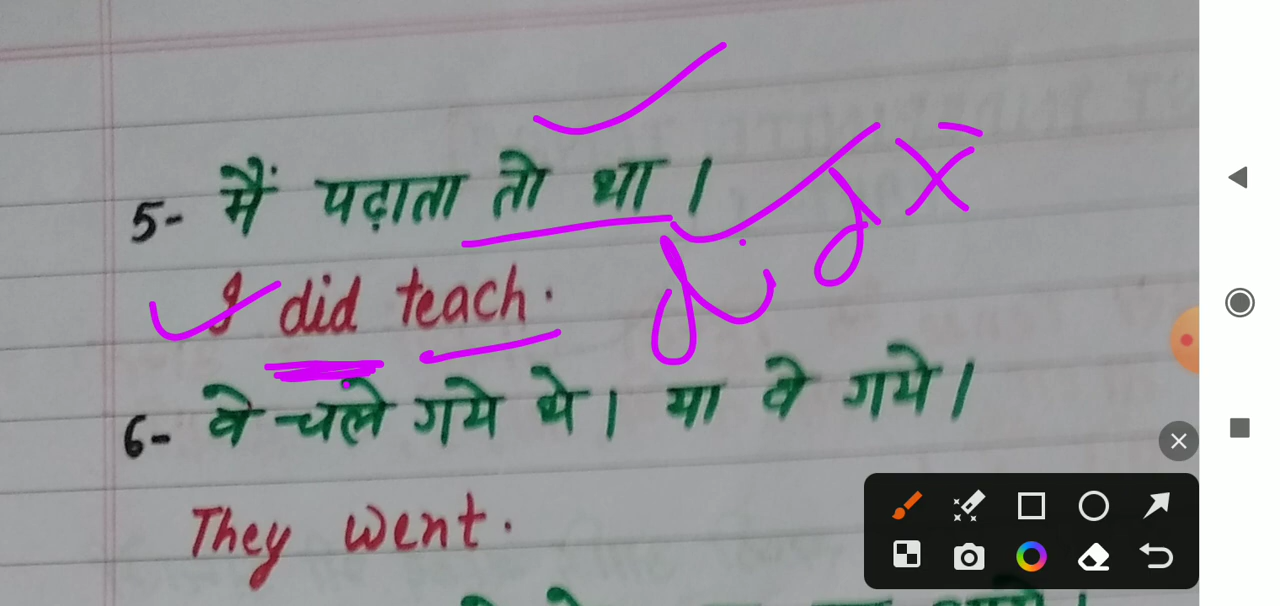 5- मैं पढ़ाता तो था।
I did teach.
6- वे चले गये थे। या वे गये।
They went.